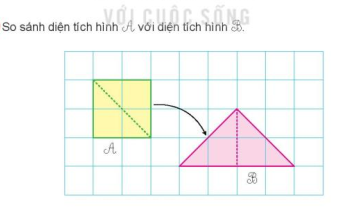 VỚI CUỘC SỐNG
So sánh diện tích hình A với diện tích hình B.
A
B